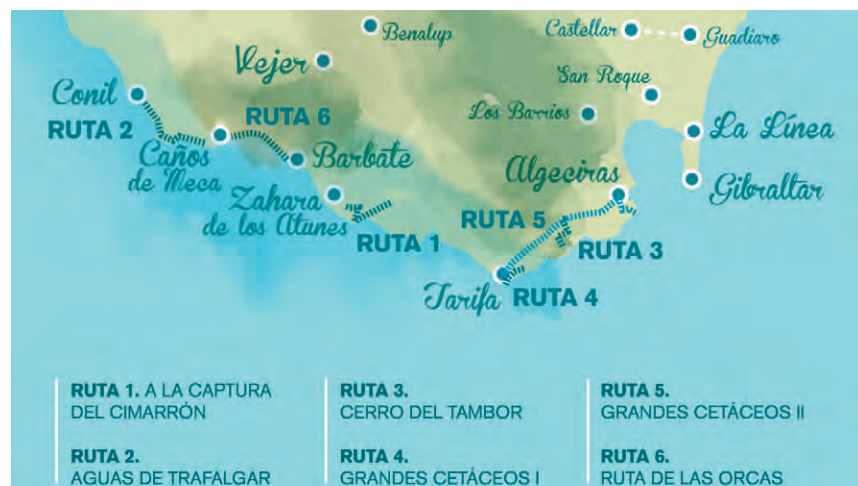 Benalup
Castellar
Guadiaro
Vejer
San Roque
Conil
Los Barrios
RUTA 6
La Línea
RUTA 2
Caños
de Meca
Barbate
Algeciras
Gibraltar
Zahara
de los Atunes
RUTA 5
RUTA 1
RUTA 3
Tarifa
RUTA 4
RUTA 1. A LA CAPTURA
DEL CIMARRÓN
RUTA 2.
AGUAS DE TRAFALGAR
RUTA 3.
CERRO DEL TAMBOR
RUTA 4.
GRANDES CETÁCEOS I
RUTA 5.
GRANDES CETÁCEOS II
RUTA 6.
RUTA DE LAS ORCAS